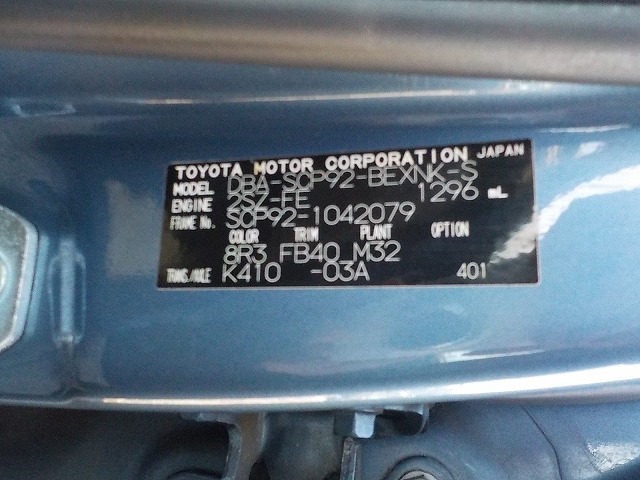 TOYOTA MOTOR CORPORATION JAPAN
MODEL DBA-SCP92-BEXNK-S
ENGINE 2SZ-FE 1296 mL
FRAME No. SCP92-1042079
COLOR TRIM PLANT OPTION
8R3 FB40 M32
TRANS./AXLE K410 -03A 401